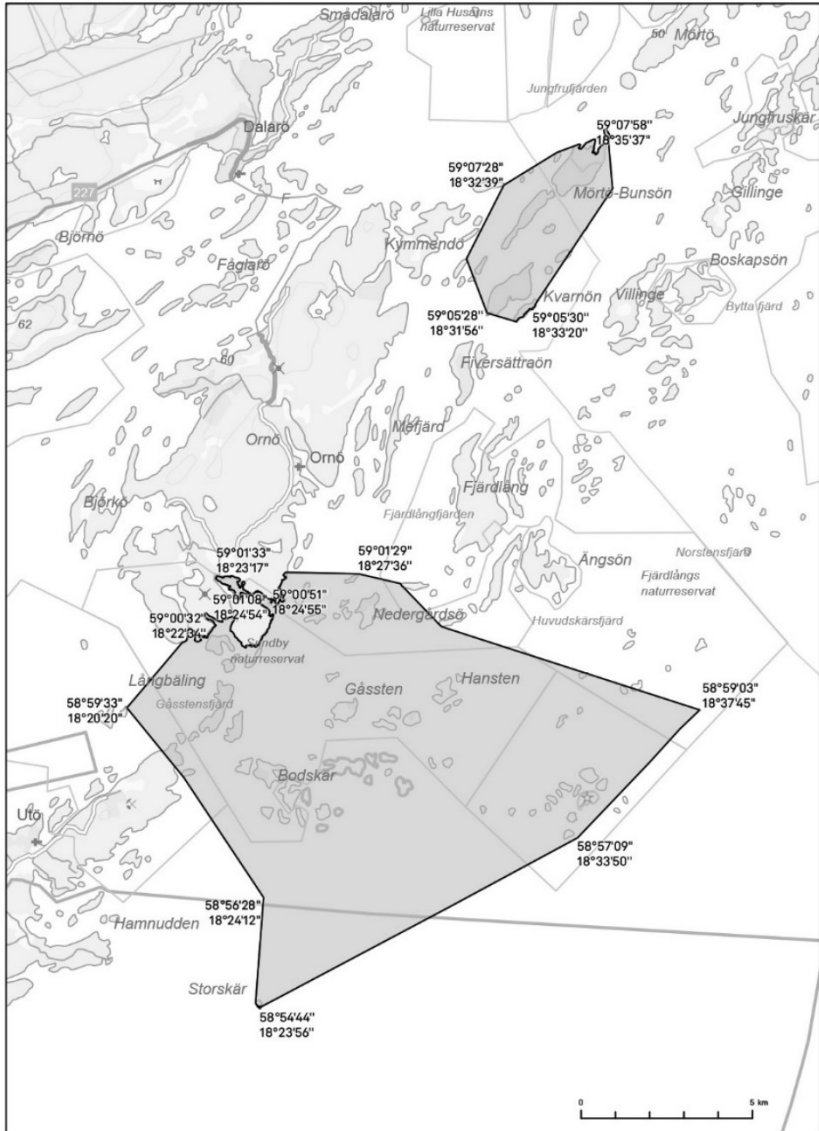 Smådalarö
Lilla Husarns
naturreservat
50
Mörtö
Jungfrufjärden
Jungfruskär
Dalarö
59°07'58"
18°35'37"
59°07'28"
18°32'39"
227
F
Mörtö-Bunsön
Gillinge
Björnö
Kymmendö
Fåglarö
Boskapsön
Kvarnön
Villinge
Bytta fjärd
62
59°05'28"
18°31'56"
59°05'30"
18°33'20"
60
Fiversättraön
Mefjärd
Ornö
Ornö
Fjärdlång
Björkö
Fjärdlångfjärden
59°01'33"
18°23'17"
59°01'29"
18°27'36"
Ängsön
Norstensfjärd
Fjärdlångs
naturreservat
59°00'51"
18°24'55"
59°01'08"
18°24'54"
59°00'32"
18°22'34"
Nedergårdsö
Huvudskärsfjärd
Sundby
naturreservat
Långbäling
Gåssten
Hansten
58°59'33"
18°20'20"
Gåsstensfjärd
58°59'03"
18°37'45"
Bodskär
Utö
58°57'09"
18°33'50"
58°56'28"
18°24'12"
Hamnudden
Storskär
58°54'44"
18°23'56"
0
5 km